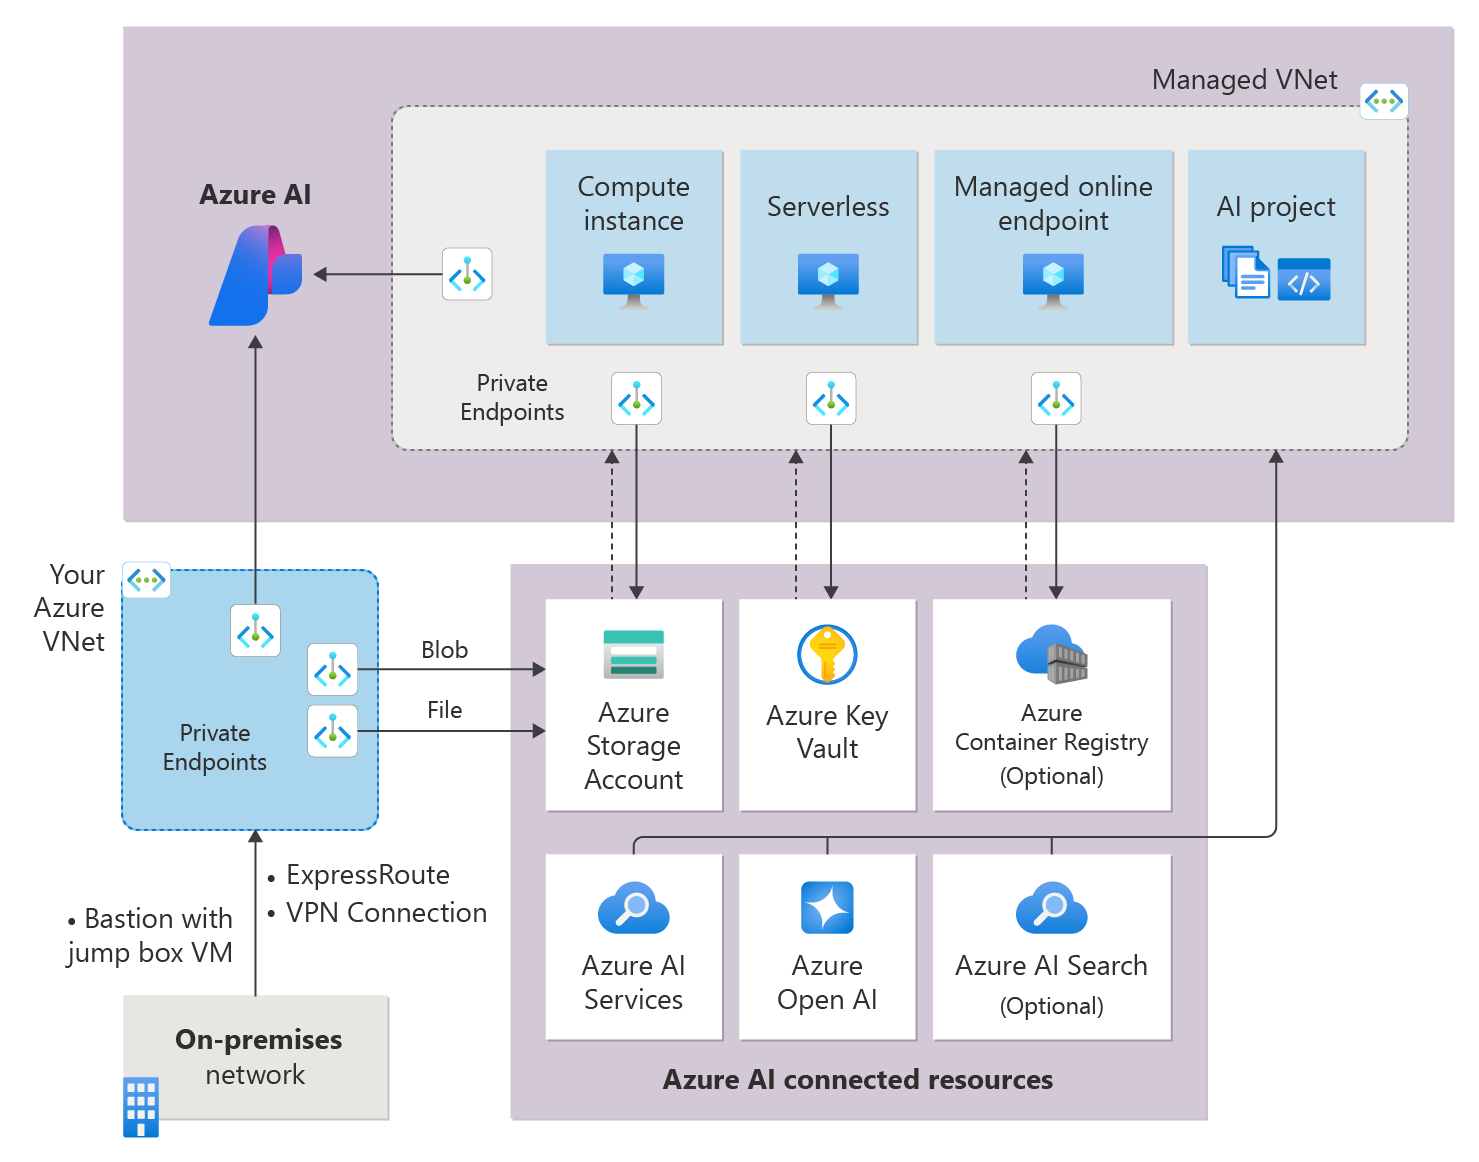 Managed VNet
Azure AI
Compute
instance
Serverless
Managed online
endpoint
AI project
Private
Endpoints
Your
Azure
VNet
Private
Endpoints
Blob
File
Azure
Storage
Account
Azure Key
Vault
Azure
Container Registry
(Optional)
• ExpressRoute
• VPN Connection
• Bastion with
jump box VM
Azure AI
Services
Azure
Open AI
Azure AI Search
(Optional)
On-premises
network
Azure AI connected resources